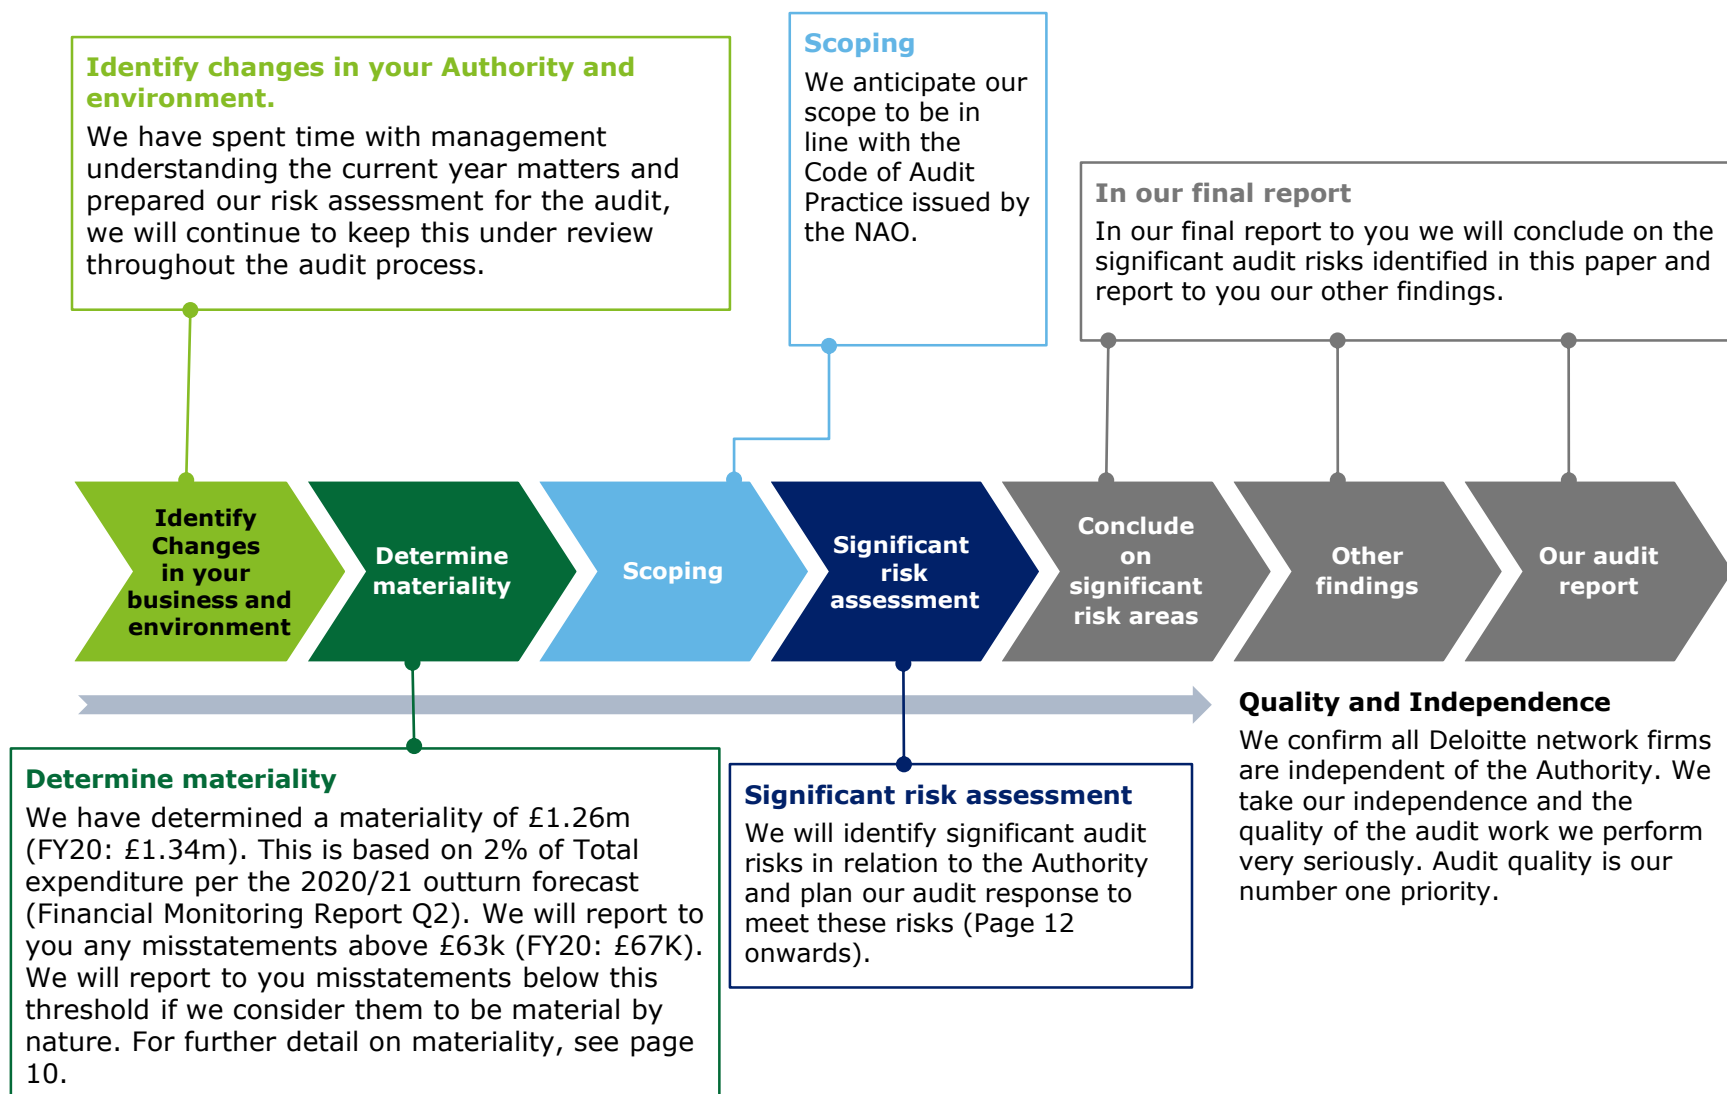 Identify changes in your Authority and
environment.
We have spent time with management
understanding the current year matters and
prepared our risk assessment for the audit,
we will continue to keep this under review
throughout the audit process.
Scoping
We anticipate our
scope to be in
line with the
Code of Audit
Practice issued by
the NAO.
In our final report
In our final report to you we will conclude on the
significant audit risks identified in this paper and
report to you our other findings.
Identify
Changes
in your
business and
environment
Determine
materiality
Scoping
Significant
risk
assessment
Conclude
on
significant
risk areas
Other
findings
Our audit
report
Determine materiality
We have determined a materiality of £1.26m
(FY20: £1.34m). This is based on 2% of Total
expenditure per the 2020/21 outturn forecast
(Financial Monitoring Report Q2). We will report to
you any misstatements above £63k (FY20: £67K).
We will report to you misstatements below this
threshold if we consider them to be material by
nature. For further detail on materiality, see page
10.
Significant risk assessment
We will identify significant audit
risks in relation to the Authority
and plan our audit response to
meet these risks (Page 12
onwards).
Quality and Independence
We confirm all Deloitte network firms
are independent of the Authority. We
take our independence and the
quality of the audit work we perform
very seriously. Audit quality is our
number one priority.